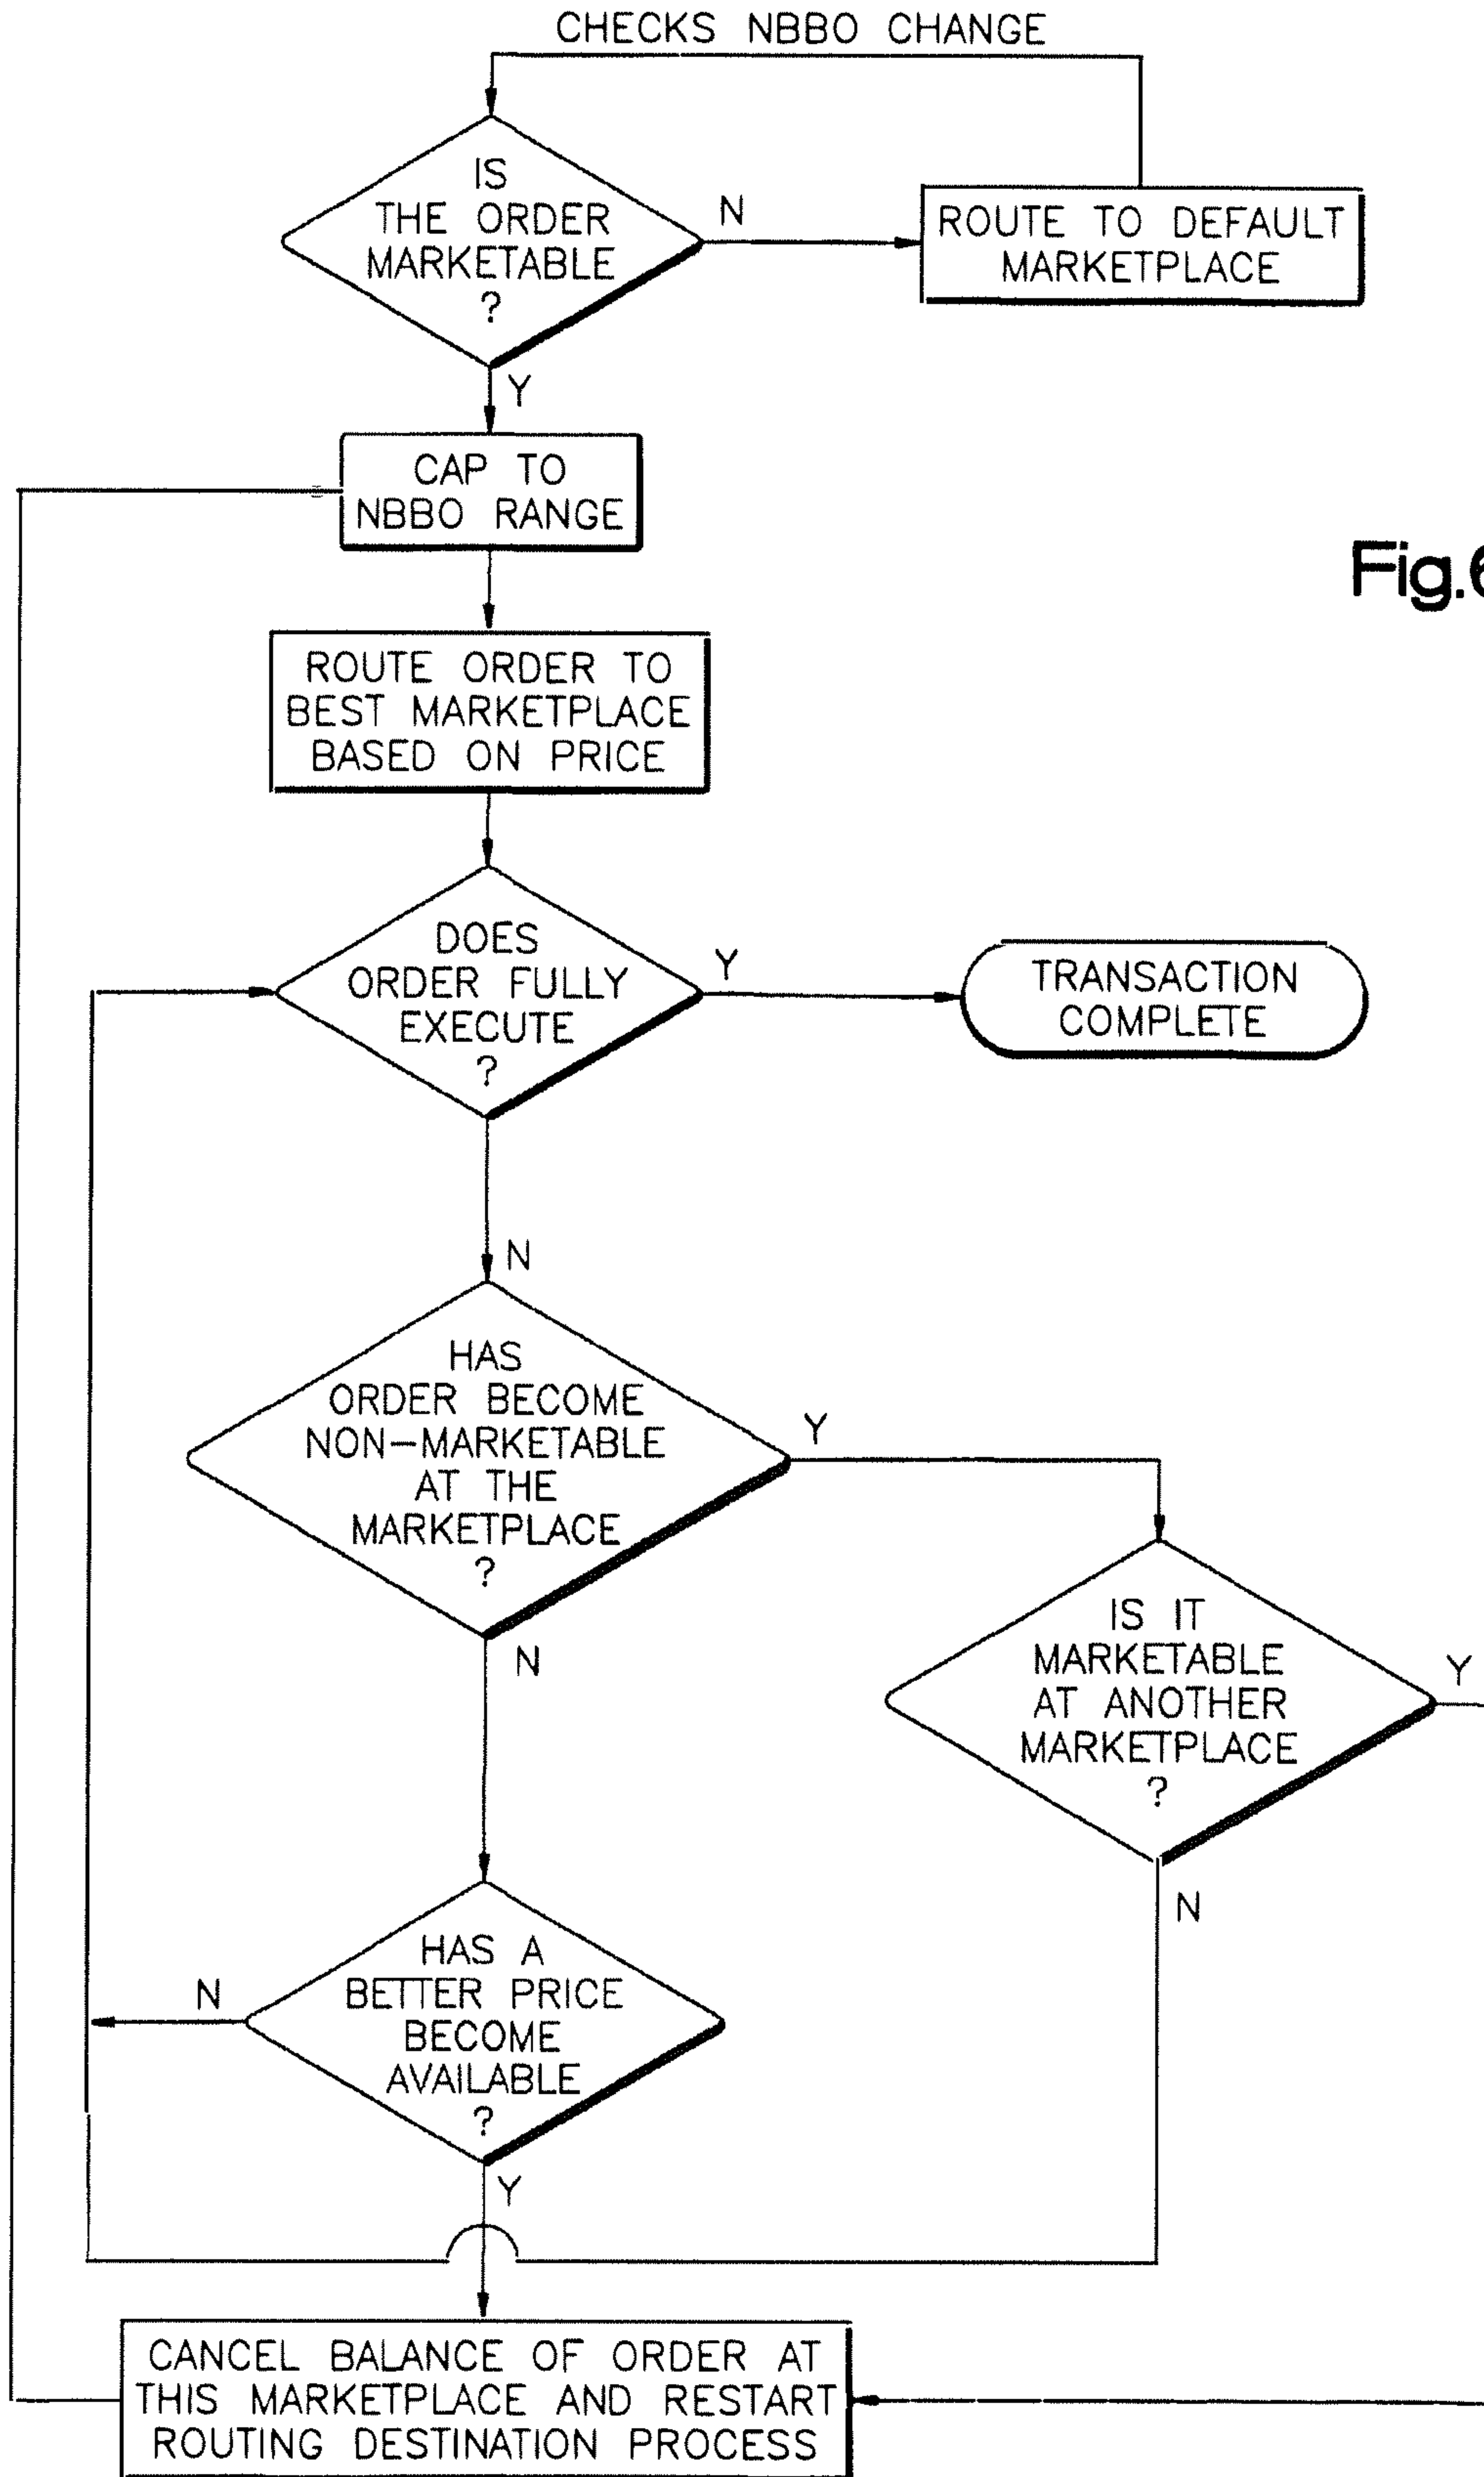 CHECKS NBBO CHANGE
IS
THE ORDER
MARKETABLE
?
N
ROUTE TO DEFAULT
MARKETPLACE
Y
CAP TO
NBBO RANGE
Fig.6
ROUTE ORDER TO
BEST MARKETPLACE
BASED ON PRICE
DOES
ORDER FULLY
EXECUTE
?
Y
TRANSACTION
COMPLETE
N
HAS
ORDER BECOME
NON-MARKETABLE
AT THE
MARKETPLACE
?
Y
N
IS IT
MARKETABLE
AT ANOTHER
MARKETPLACE
?
Y
N
HAS A
BETTER PRICE
BECOME
AVAILABLE
?
N
Y
CANCEL BALANCE OF ORDER AT
THIS MARKETPLACE AND RESTART
ROUTING DESTINATION PROCESS